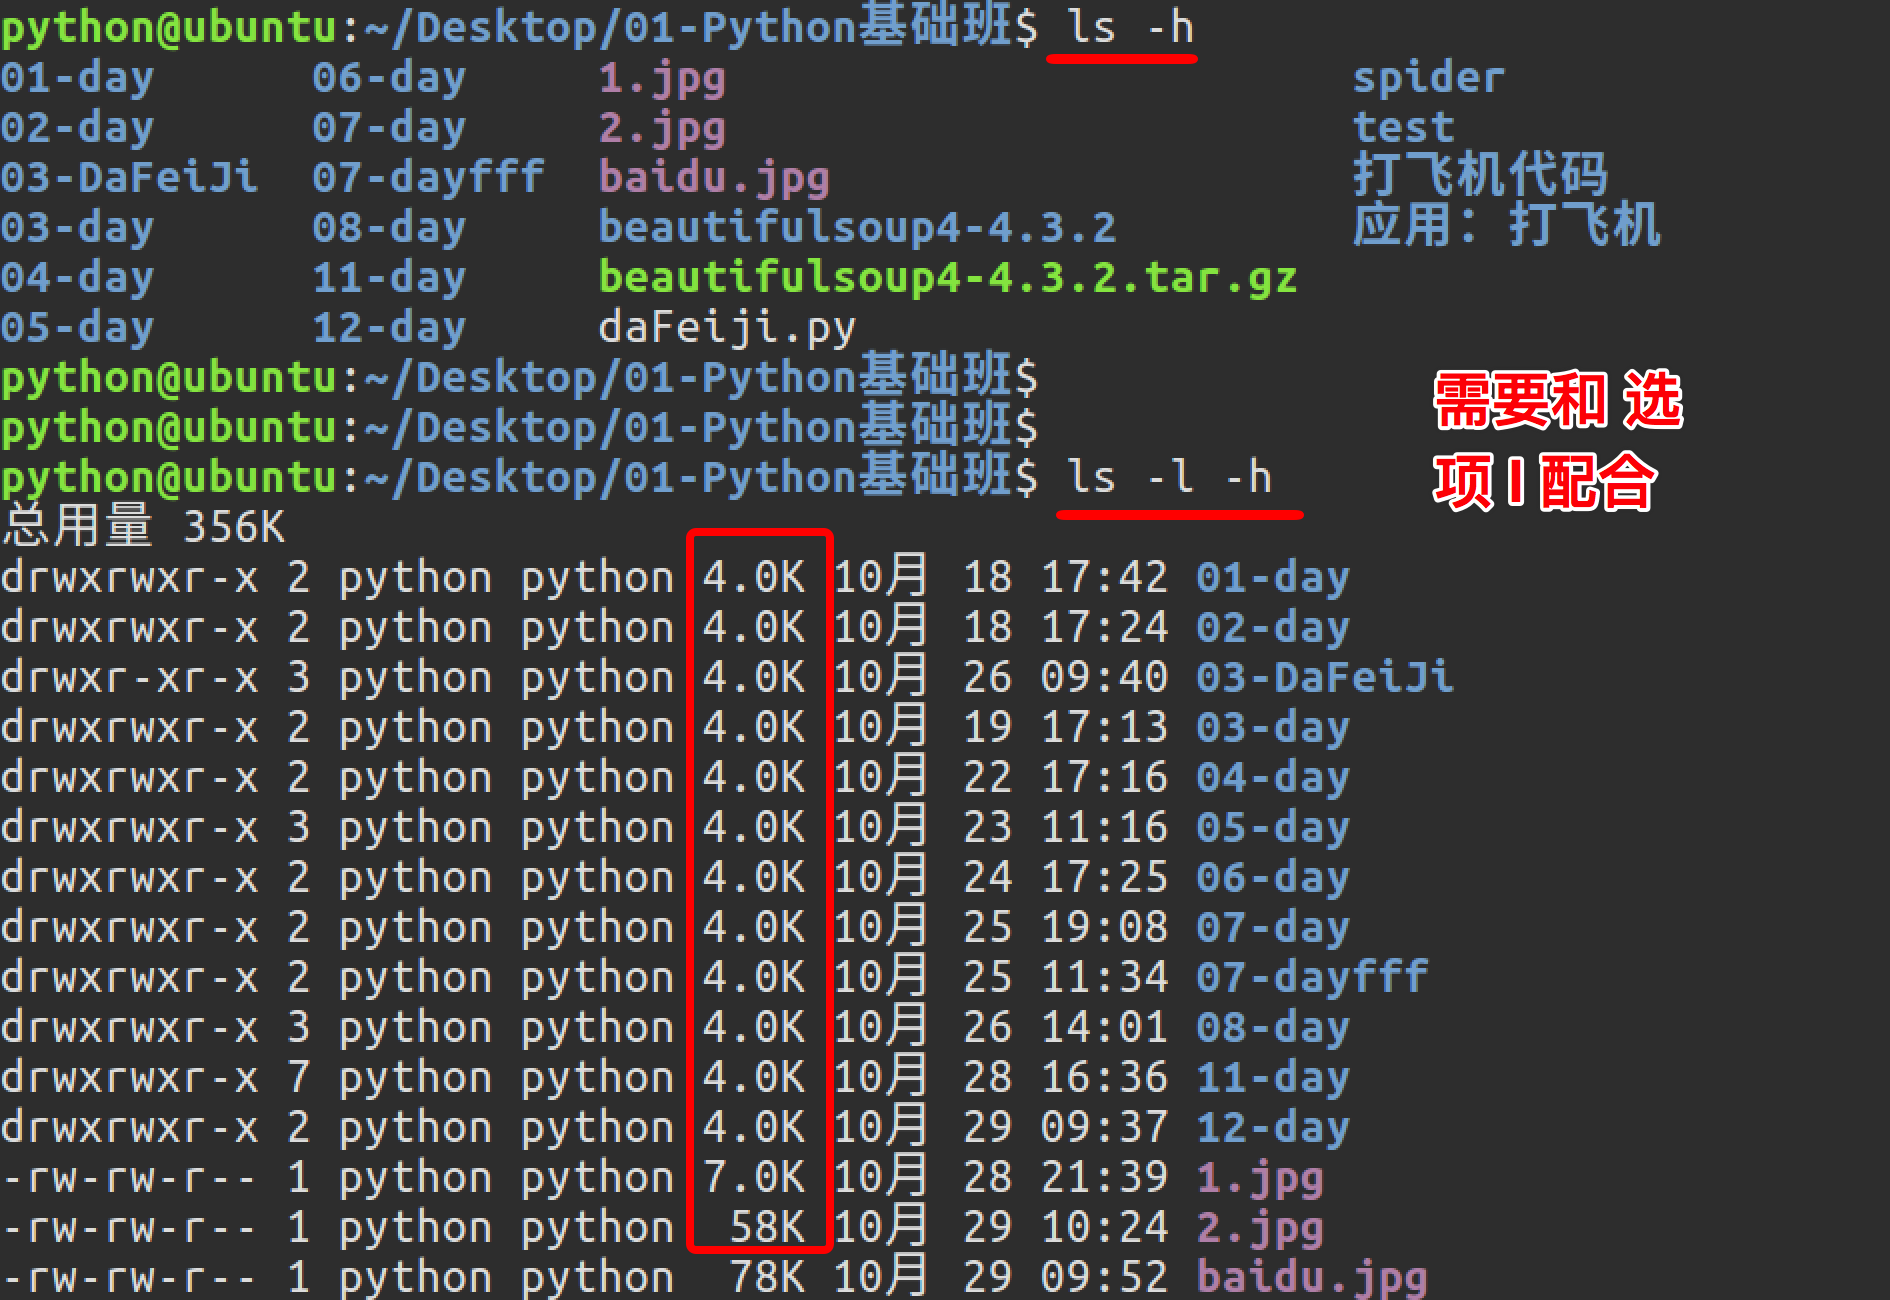 python@ubuntu:~/Desktop/01-Python基础班$ ls -h
01-day 06-day 1.jpg spider
02-day 07-day 2.jpg test
03-DaFeiJi 07-dayfff baidu.jpg 打飞机代码
03-day 08-day beautifulsoup4-4.3.2 应用：打飞机
04-day 11-day beautifulsoup4-4.3.2.tar.gz
05-day 12-day daFeiji.py
python@ubuntu:~/Desktop/01-Python基础班$
python@ubuntu:~/Desktop/01-Python基础班$
python@ubuntu:~/Desktop/01-Python基础班$ ls -l -h
需要和 选
项 l 配合
总用量 356K
drwxrwxr-x 2 python python 4.0K 10月 18 17:42 01-day
drwxrwxr-x 2 python python 4.0K 10月 18 17:24 02-day
drwxr-xr-x 3 python python 4.0K 10月 26 09:40 03-DaFeiJi
drwxrwxr-x 2 python python 4.0K 10月 19 17:13 03-day
drwxrwxr-x 2 python python 4.0K 10月 22 17:16 04-day
drwxrwxr-x 3 python python 4.0K 10月 23 11:16 05-day
drwxrwxr-x 2 python python 4.0K 10月 24 17:25 06-day
drwxrwxr-x 2 python python 4.0K 10月 25 19:08 07-day
drwxrwxr-x 2 python python 4.0K 10月 25 11:34 07-dayfff
drwxrwxr-x 3 python python 4.0K 10月 26 14:01 08-day
drwxrwxr-x 7 python python 4.0K 10月 28 16:36 11-day
drwxrwxr-x 2 python python 4.0K 10月 29 09:37 12-day
-rw-rw-r-- 1 python python 7.0K 10月 28 21:39 1.jpg
-rw-rw-r-- 1 python python 58K 10月 29 10:24 2.jpg
-rw-rw-r-- 1 python python 78K 10月 29 09:52 baidu.jpg